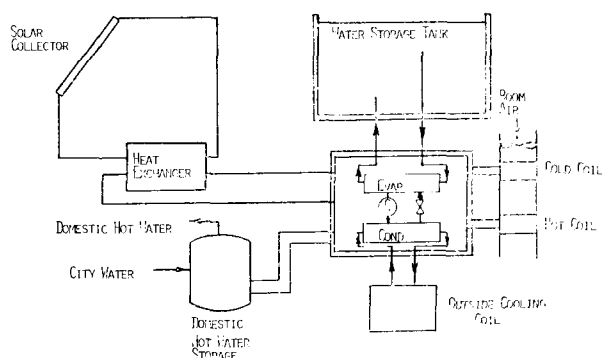 SOLAR
COLLECTOR
WATER STORAGE TANK
ROOM
AIR
HEAT
EXCHANGER
EVAP
COLD COIL
DOMESTIC HOT WATER
COND
HOT COIL
CITY WATER
OUTSIDE COOLING
COIL
DOMESTIC
HOT WATER
STORAGE